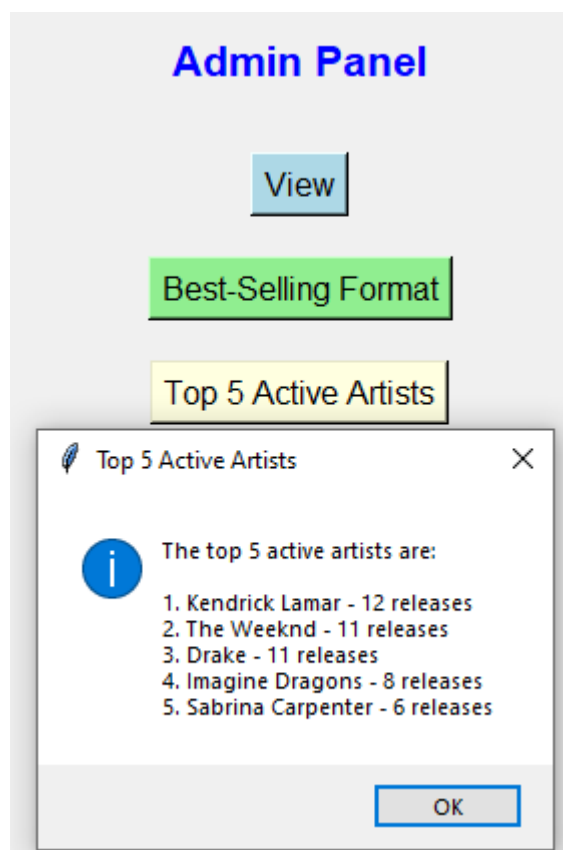 Admin Panel
View
Best-Selling Format
Top 5 Active Artists
Top 5 Active Artists
The top 5 active artists are:
1. Kendrick Lamar - 12 releases
2. The Weeknd - 11 releases
3. Drake - 11 releases
4. Imagine Dragons - 8 releases
5. Sabrina Carpenter - 6 releases
OK